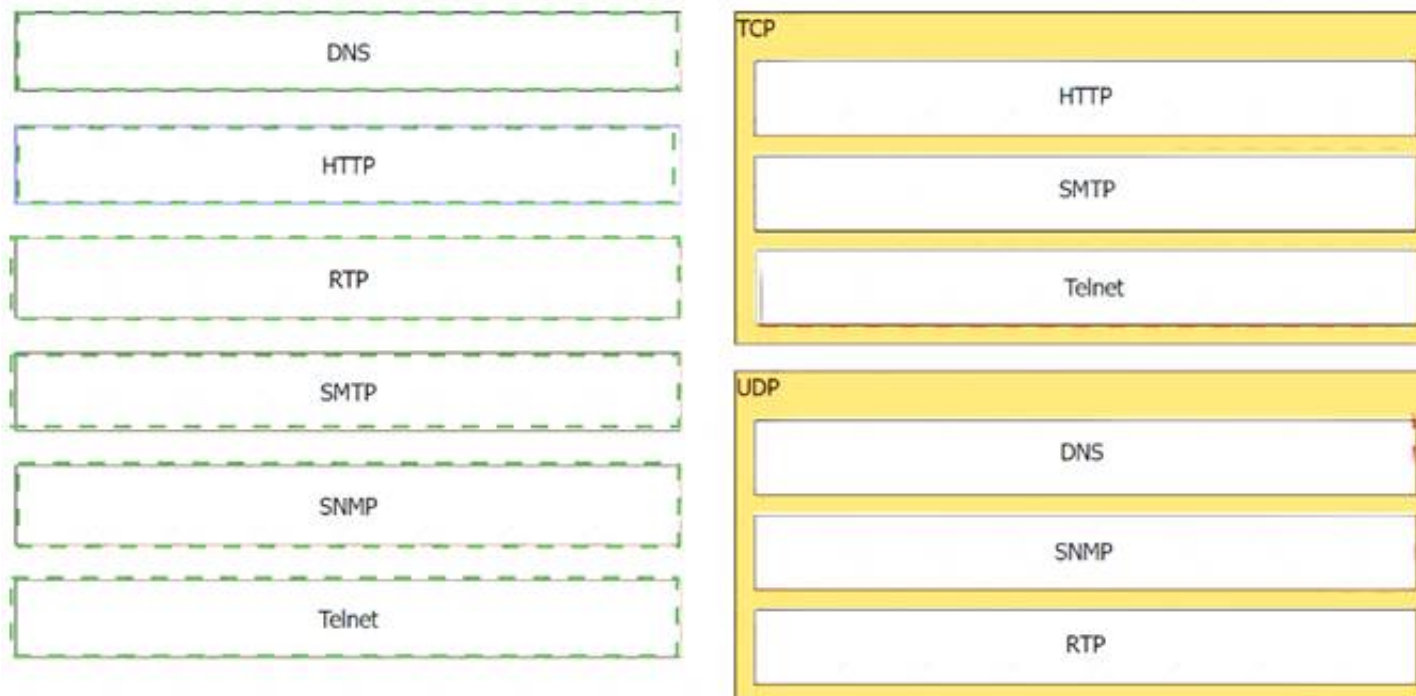 DNS
HTTP
RTP
SMTP
SNMP
Telnet
TCP
HTTP
SMTP
Telnet
UDP
DNS
SNMP
RTP